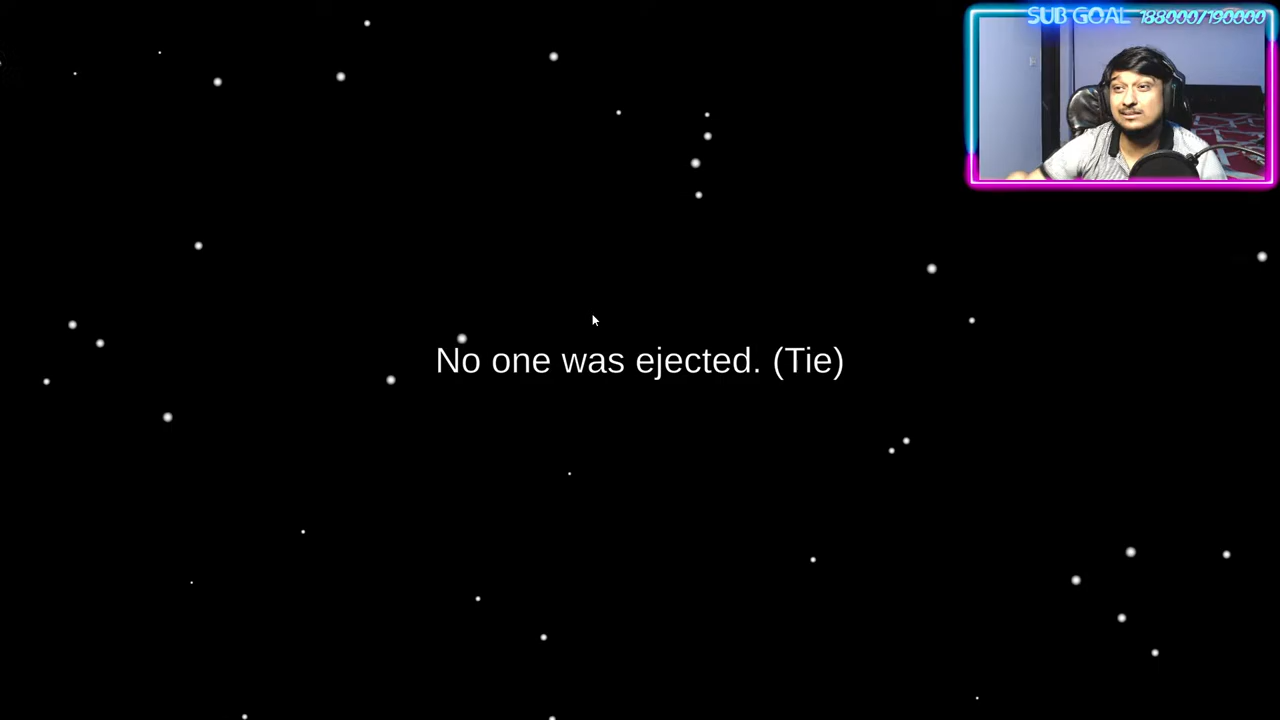 SUB GOAL 188000/190000
No one was ejected. (Tie)